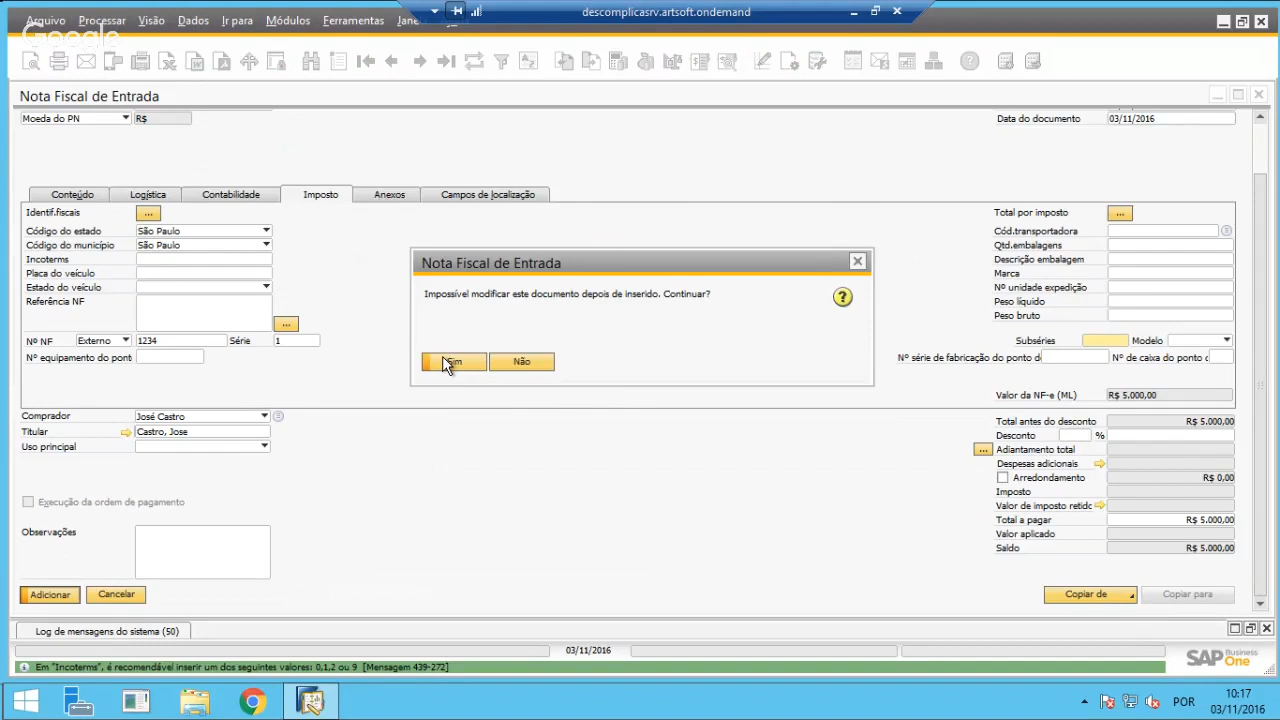 descomplicasrv.artsoft.ondemand
Arquivo Processar Visão Dados Ir para Módulos Ferramentas
Google
Nota Fiscal de Entrada
Moeda do PN R$
Data do documento 03/11/2016
Conteúdo Logística Contabilidade Imposto Anexos Campos de localização
Identif.fiscais ... Total por imposto ...
Código do estado São Paulo Cód.transportadora
Código do município São Paulo Qtd.embalagens
Incoterms Descrição embalagem
Placa do veículo Marca
Estado do veículo Nº unidade expedição
Referência NF Peso líquido
Peso bruto
...
Nº NF Externo 1234 Série 1 Subséries Modelo
Nº equipamento do pont Nº série de fabricação do ponto d Nº de caixa do ponto
Valor da NF-e (ML) R$ 5.000,00
Nota Fiscal de Entrada
Impossível modificar este documento depois de inserido. Continuar?
Sim Não
Comprador José Castro
Titular Castro, Jose
Uso principal
Total antes do desconto R$ 5.000,00
Desconto %
... Adiantamento total
Despesas adicionais
Arredondamento R$ 0,00
Imposto
Valor de imposto retido
Total a pagar R$ 5.000,00
Valor aplicado
Saldo R$ 5.000,00
Execução da ordem de pagamento
Observações
Adicionar Cancelar Copiar de Copiar para
Log de mensagens do sistema (50)
03/11/2016
SAP Business One
Em "Incoterms", é recomendável inserir um dos seguintes valores: 0,1,2 ou 9 [Mensagem 439-272]
POR 10:17
03/11/2016